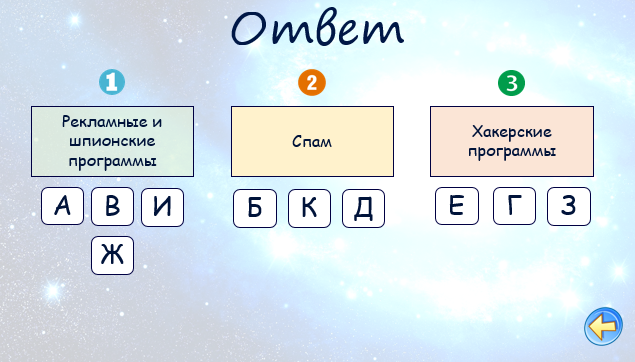 Ответ
1
Рекламные и
шпионские
программы
А В И
Ж
2
Спам
Б К Д
3
Хакерские
программы
Е Г З